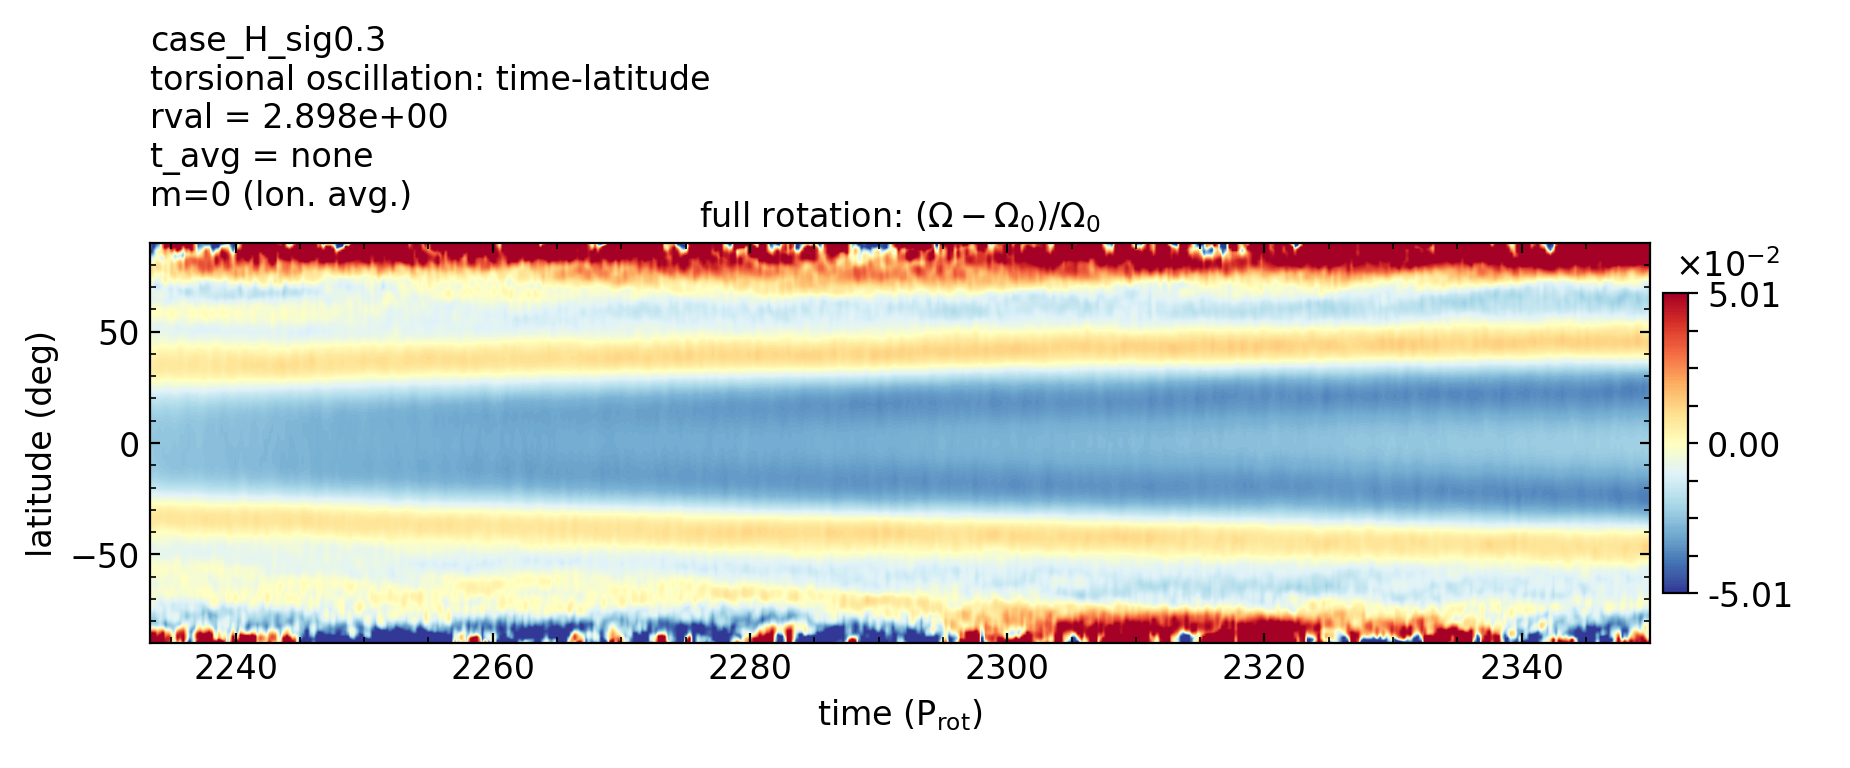 case_H_sig0.3
torsional oscillation: time-latitude
rval = 2.898e+00
t_avg = none
m=0 (lon. avg.)
full rotation: (Ω − Ω₀)/Ω₀
×10⁻²
5.01
0.00
-5.01
latitude (deg)
50
0
−50
2240 2260 2280 2300 2320 2340
time (P_rot)